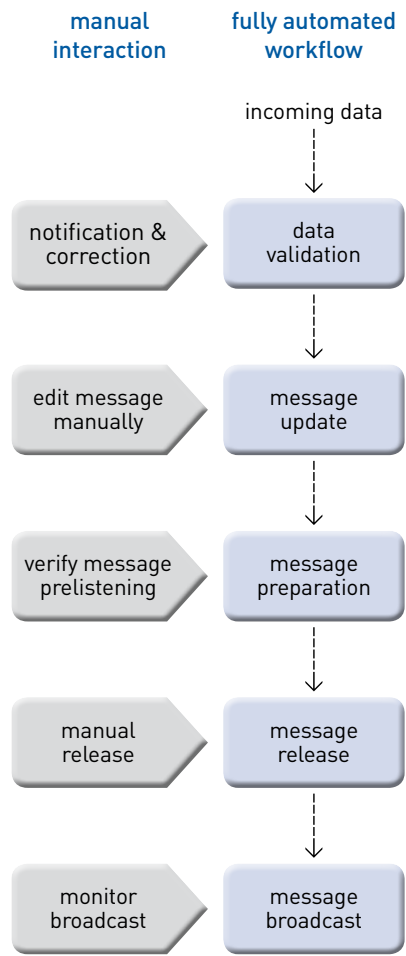 manual
interaction
fully automated
workflow
incoming data
notification &
correction
data
validation
edit message
manually
message
update
verify message
prelistening
message
preparation
manual
release
message
release
monitor
broadcast
message
broadcast